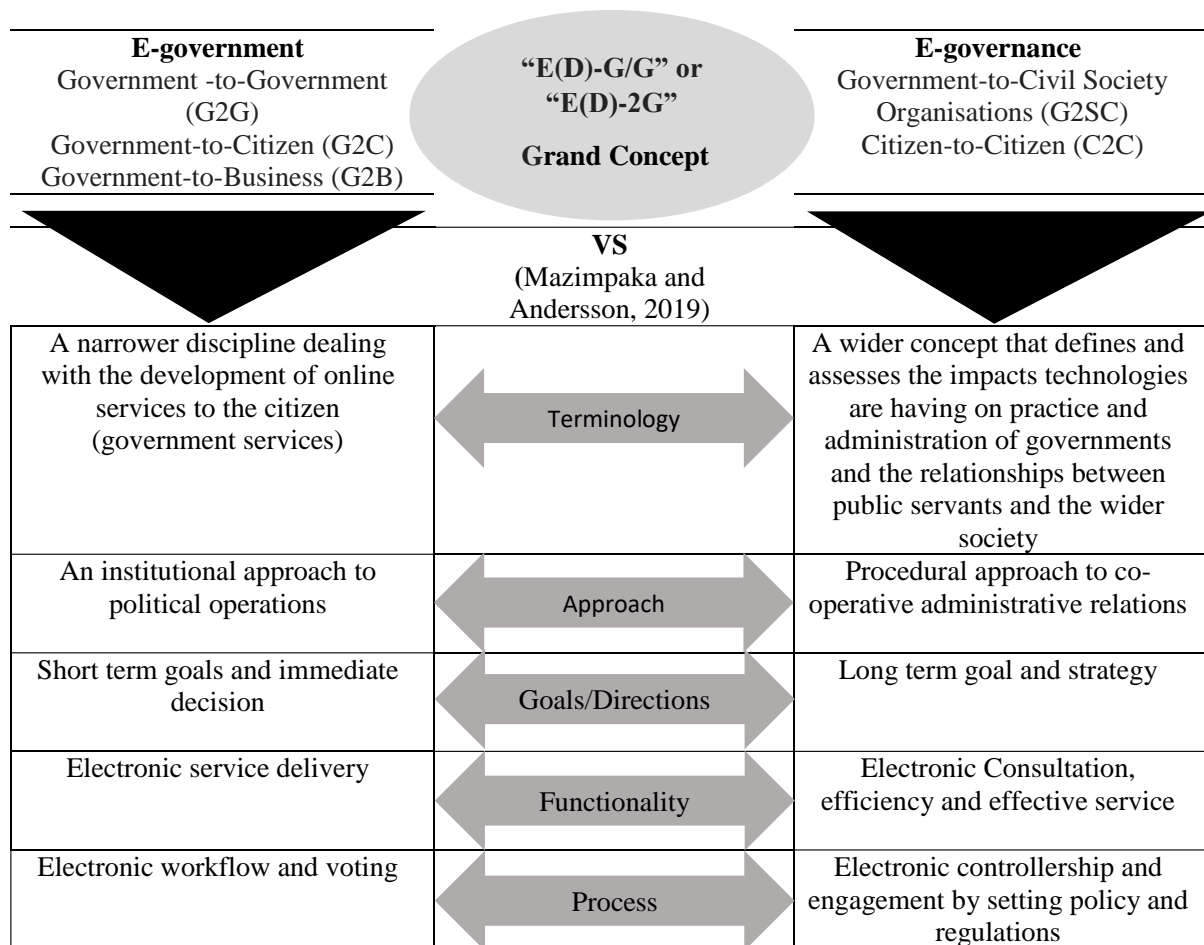 E-government
Government -to-Government
(G2G)
Government-to-Citizen (G2C)
Government-to-Business (G2B)
“E(D)-G/G” or
“E(D)-2G”
Grand Concept
E-governance
Government-to-Civil Society
Organisations (G2SC)
Citizen-to-Citizen (C2C)
VS
(Mazimpaka and
Andersson, 2019)
A narrower discipline dealing
with the development of online
services to the citizen
(government services)
Terminology
A wider concept that defines and
assesses the impacts technologies
are having on practice and
administration of governments
and the relationships between
public servants and the wider
society
An institutional approach to
political operations
Approach
Procedural approach to co-
operative administrative relations
Short term goals and immediate
decision
Goals/Directions
Long term goal and strategy
Electronic service delivery
Functionality
Electronic Consultation,
efficiency and effective service
Electronic workflow and voting
Process
Electronic controllership and
engagement by setting policy and
regulations